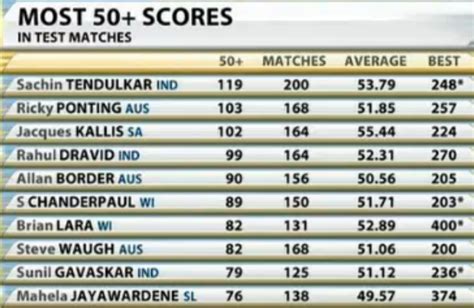 MOST 50+ SCORES
IN TEST MATCHES
50+ MATCHES AVERAGE BEST
Sachin TENDULKAR IND 119 200 53.79 248*
Ricky PONTING AUS 103 168 51.85 257
Jacques KALLIS SA 102 164 55.44 224
Rahul DRAVID IND 99 164 52.31 270
Allan BORDER AUS 90 156 50.56 205
S CHANDERPAUL WI 89 150 51.71 203*
Brian LARA WI 82 131 52.89 400*
Steve WAUGH AUS 82 168 51.06 200
Sunil GAVASKAR IND 79 125 51.12 236*
Mahela JAYAWARDENE SL 76 138 49.57 374